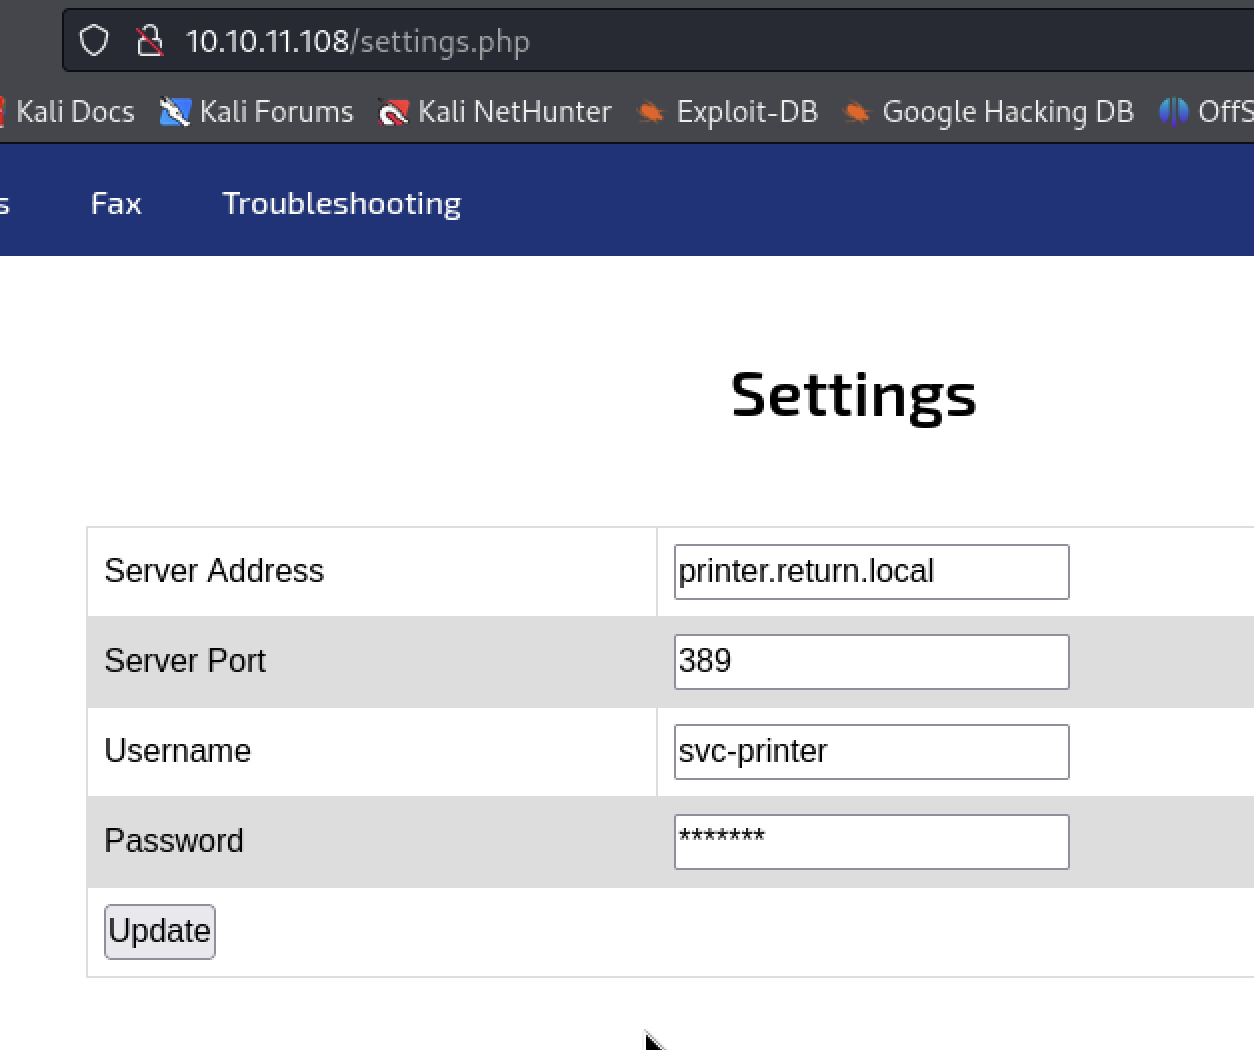 10.10.11.108/settings.php
Kali Docs Kali Forums Kali NetHunter Exploit-DB Google Hacking DB OffS
s Fax Troubleshooting
Settings
Server Address printer.return.local
Server Port 389
Username svc-printer
Password *******
Update